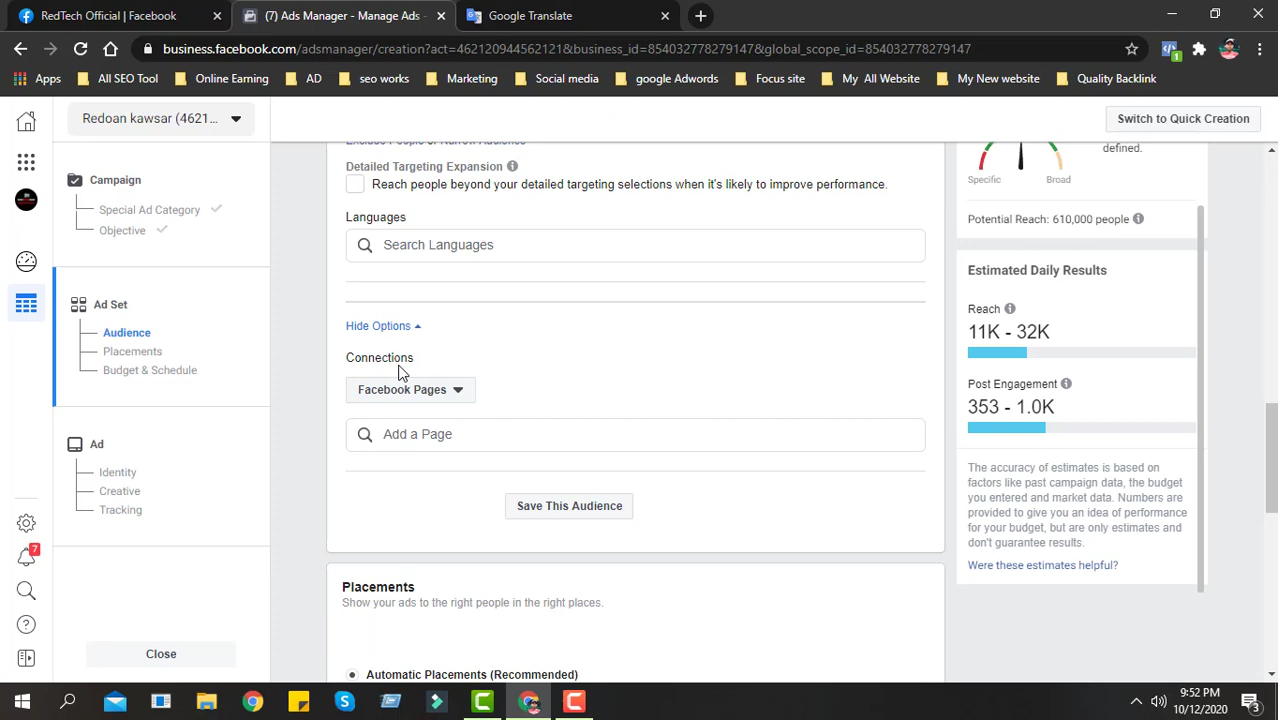 RedTech Official | Facebook
(7) Ads Manager - Manage Ads -
Google Translate
business.facebook.com/adsmanager/creation?act=462120944562121&business_id=854032778279147&global_scope_id=854032778279147
1
Apps
All SEO Tool
Online Earning
AD
seo works
Marketing
Social media
google Adwords
Focus site
My All Website
My New website
Quality Backlink
Redoan kawsar (4621...
Switch to Quick Creation
Campaign
Special Ad Category
Objective
Ad Set
Audience
Placements
Budget & Schedule
Ad
Identity
Creative
Tracking
7
Close
Exclude People or Narrow Audience
Detailed Targeting Expansion
Reach people beyond your detailed targeting selections when it's likely to improve performance.
Languages
Search Languages
Hide Options
Connections
Facebook Pages
Add a Page
Save This Audience
Placements
Show your ads to the right people in the right places.
Automatic Placements (Recommended)
defined.
Specific
Broad
Potential Reach: 610,000 people
Estimated Daily Results
Reach
11K - 32K
Post Engagement
353 - 1.0K
The accuracy of estimates is based on
factors like past campaign data, the budget
you entered and market data. Numbers are
provided to give you an idea of performance
for your budget, but are only estimates and
don't guarantee results.
Were these estimates helpful?
9:52 PM
10/12/2020
3